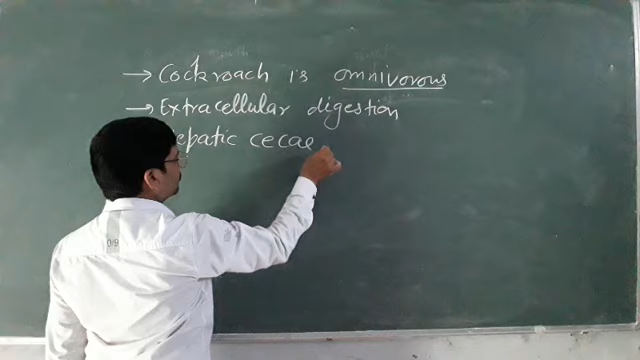 → Cockroach is omnivorous
→ Extracellular digestion
epatic cecae